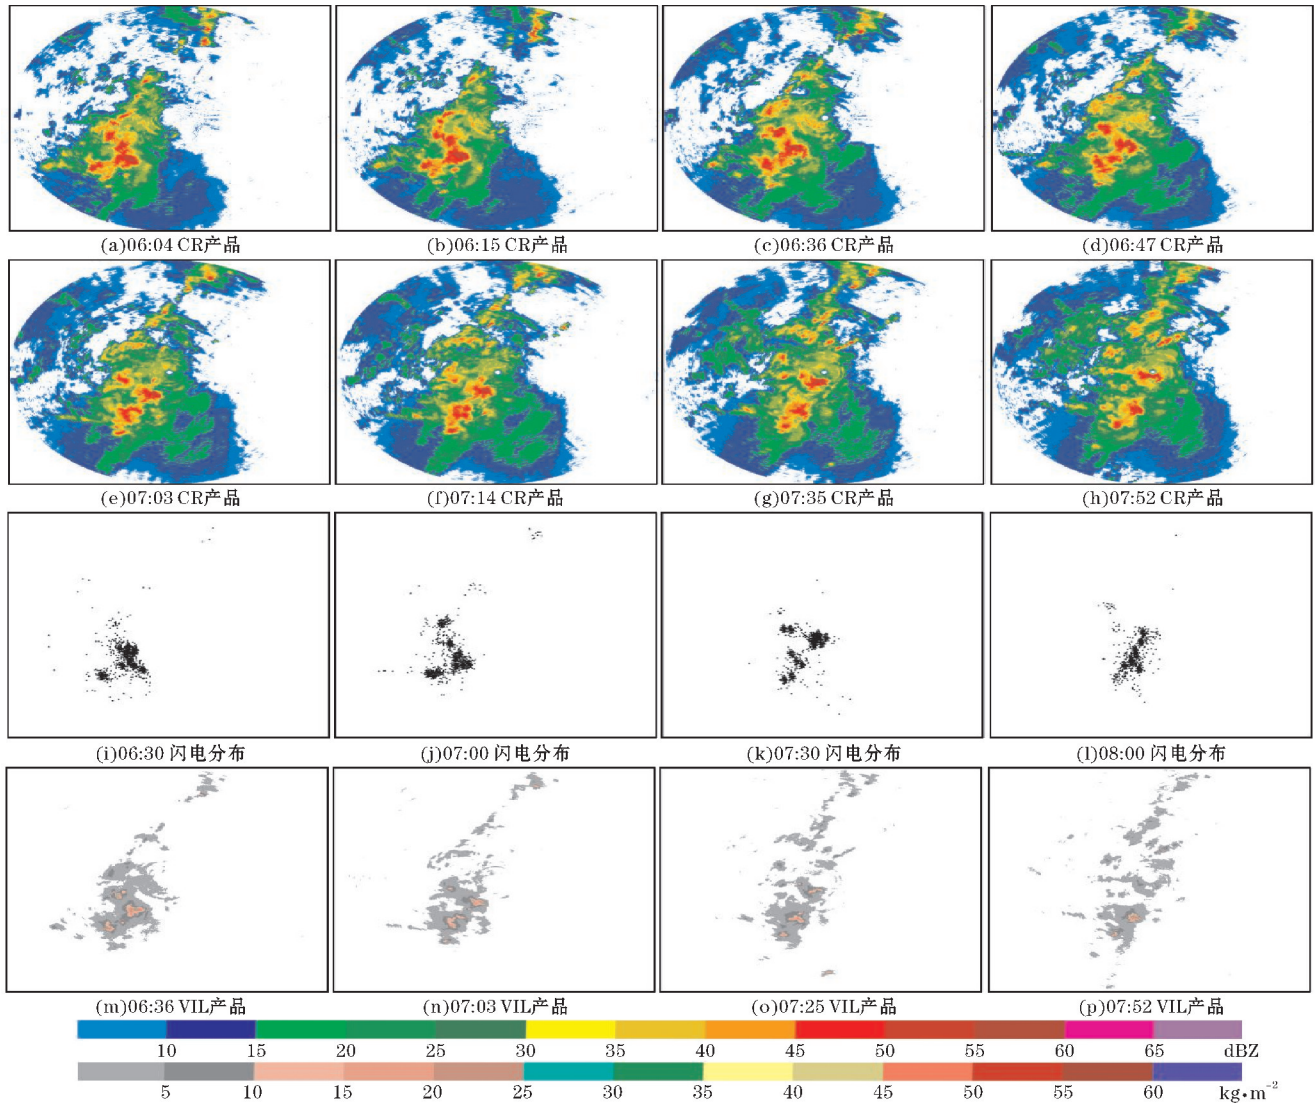 (a)06:04 CR产品 (b)06:15 CR产品 (c)06:36 CR产品 (d)06:47 CR产品
(e)07:03 CR产品 (f)07:14 CR产品 (g)07:35 CR产品 (h)07:52 CR产品
(i)06:30 闪电分布 (j)07:00 闪电分布 (k)07:30 闪电分布 (l)08:00 闪电分布
(m)06:36 VIL产品 (n)07:03 VIL产品 (o)07:25 VIL产品 (p)07:52 VIL产品
10 15 20 25 30 35 40 45 50 55 60 65 dBZ
5 10 15 20 25 30 35 40 45 50 55 60 kg•m⁻²